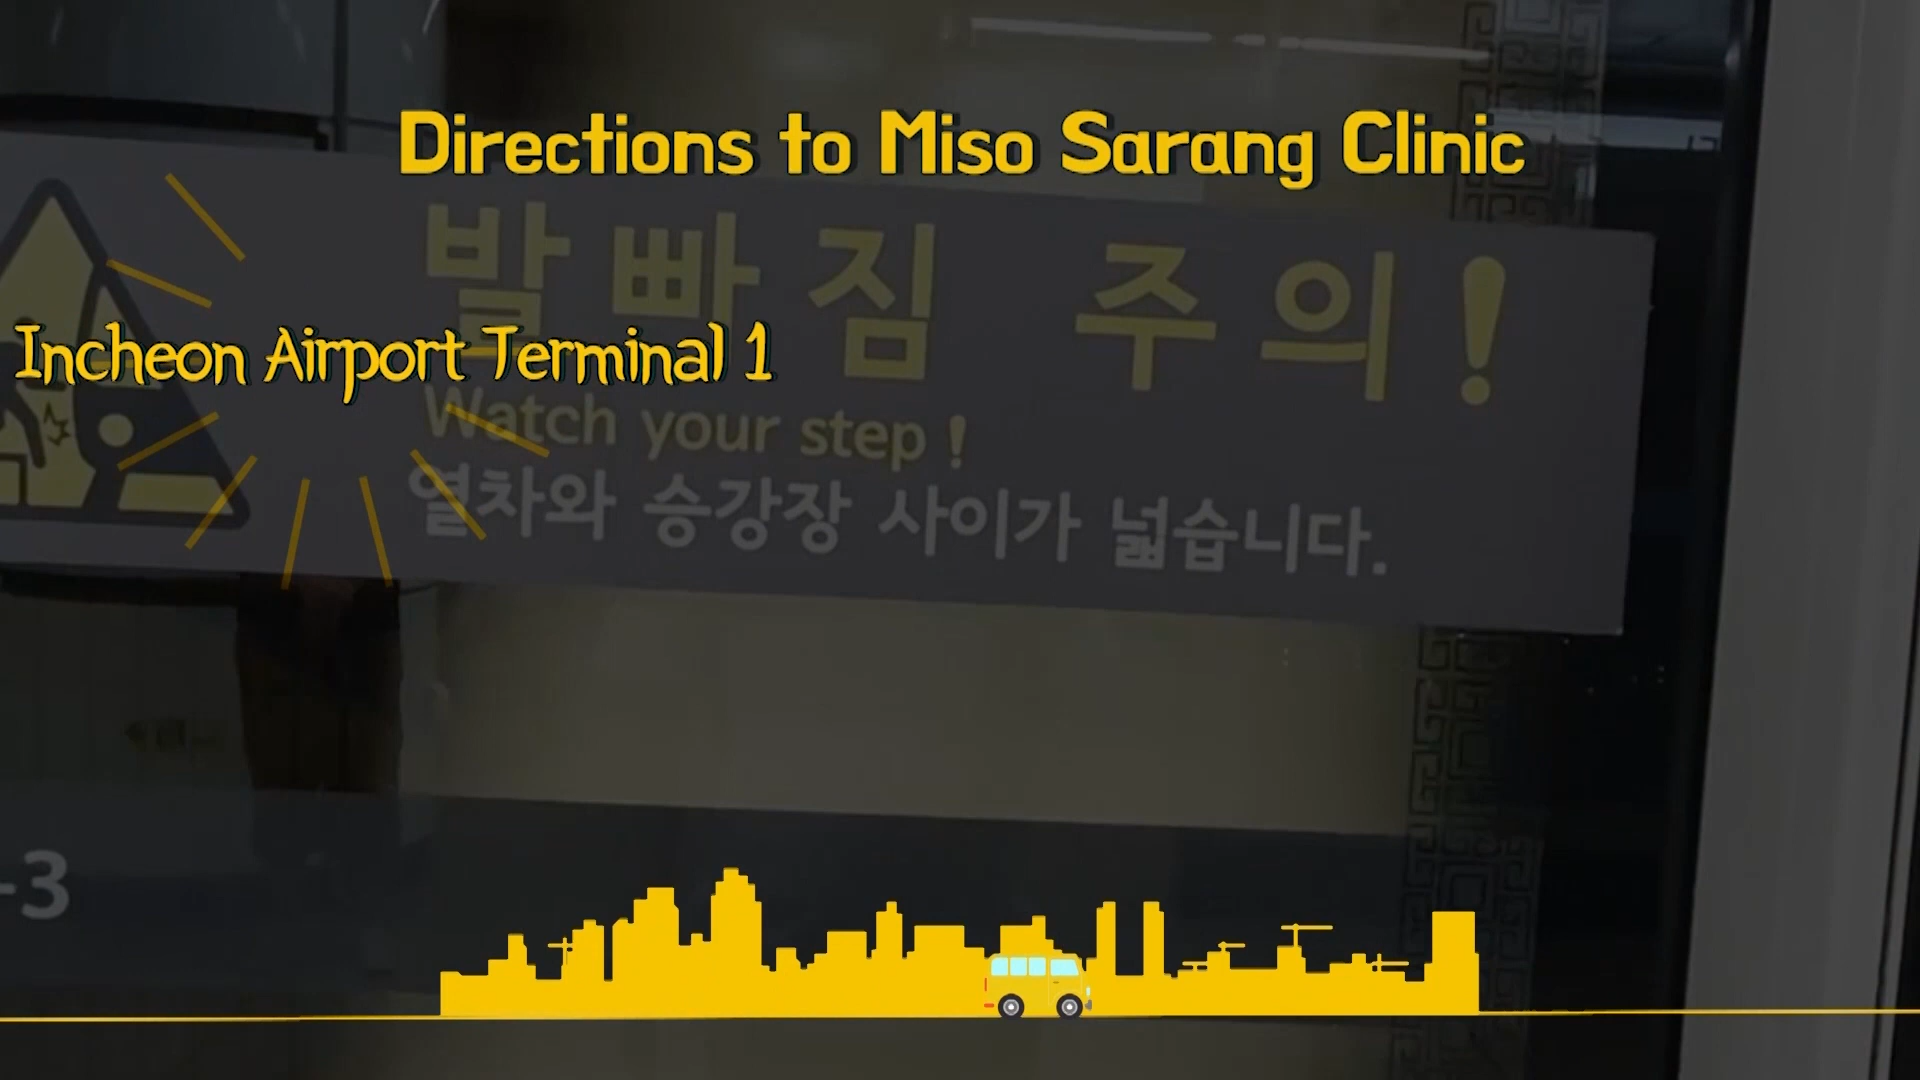 Directions to Miso Sarang Clinic
발빠짐 주의!
Incheon Airport Terminal 1
Watch your step !
열차와 승강장 사이가 넓습니다.
-3